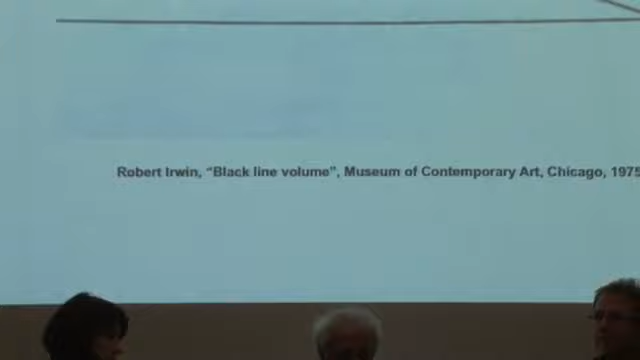 Robert Irwin, “Black line volume”, Museum of Contemporary Art, Chicago, 1975